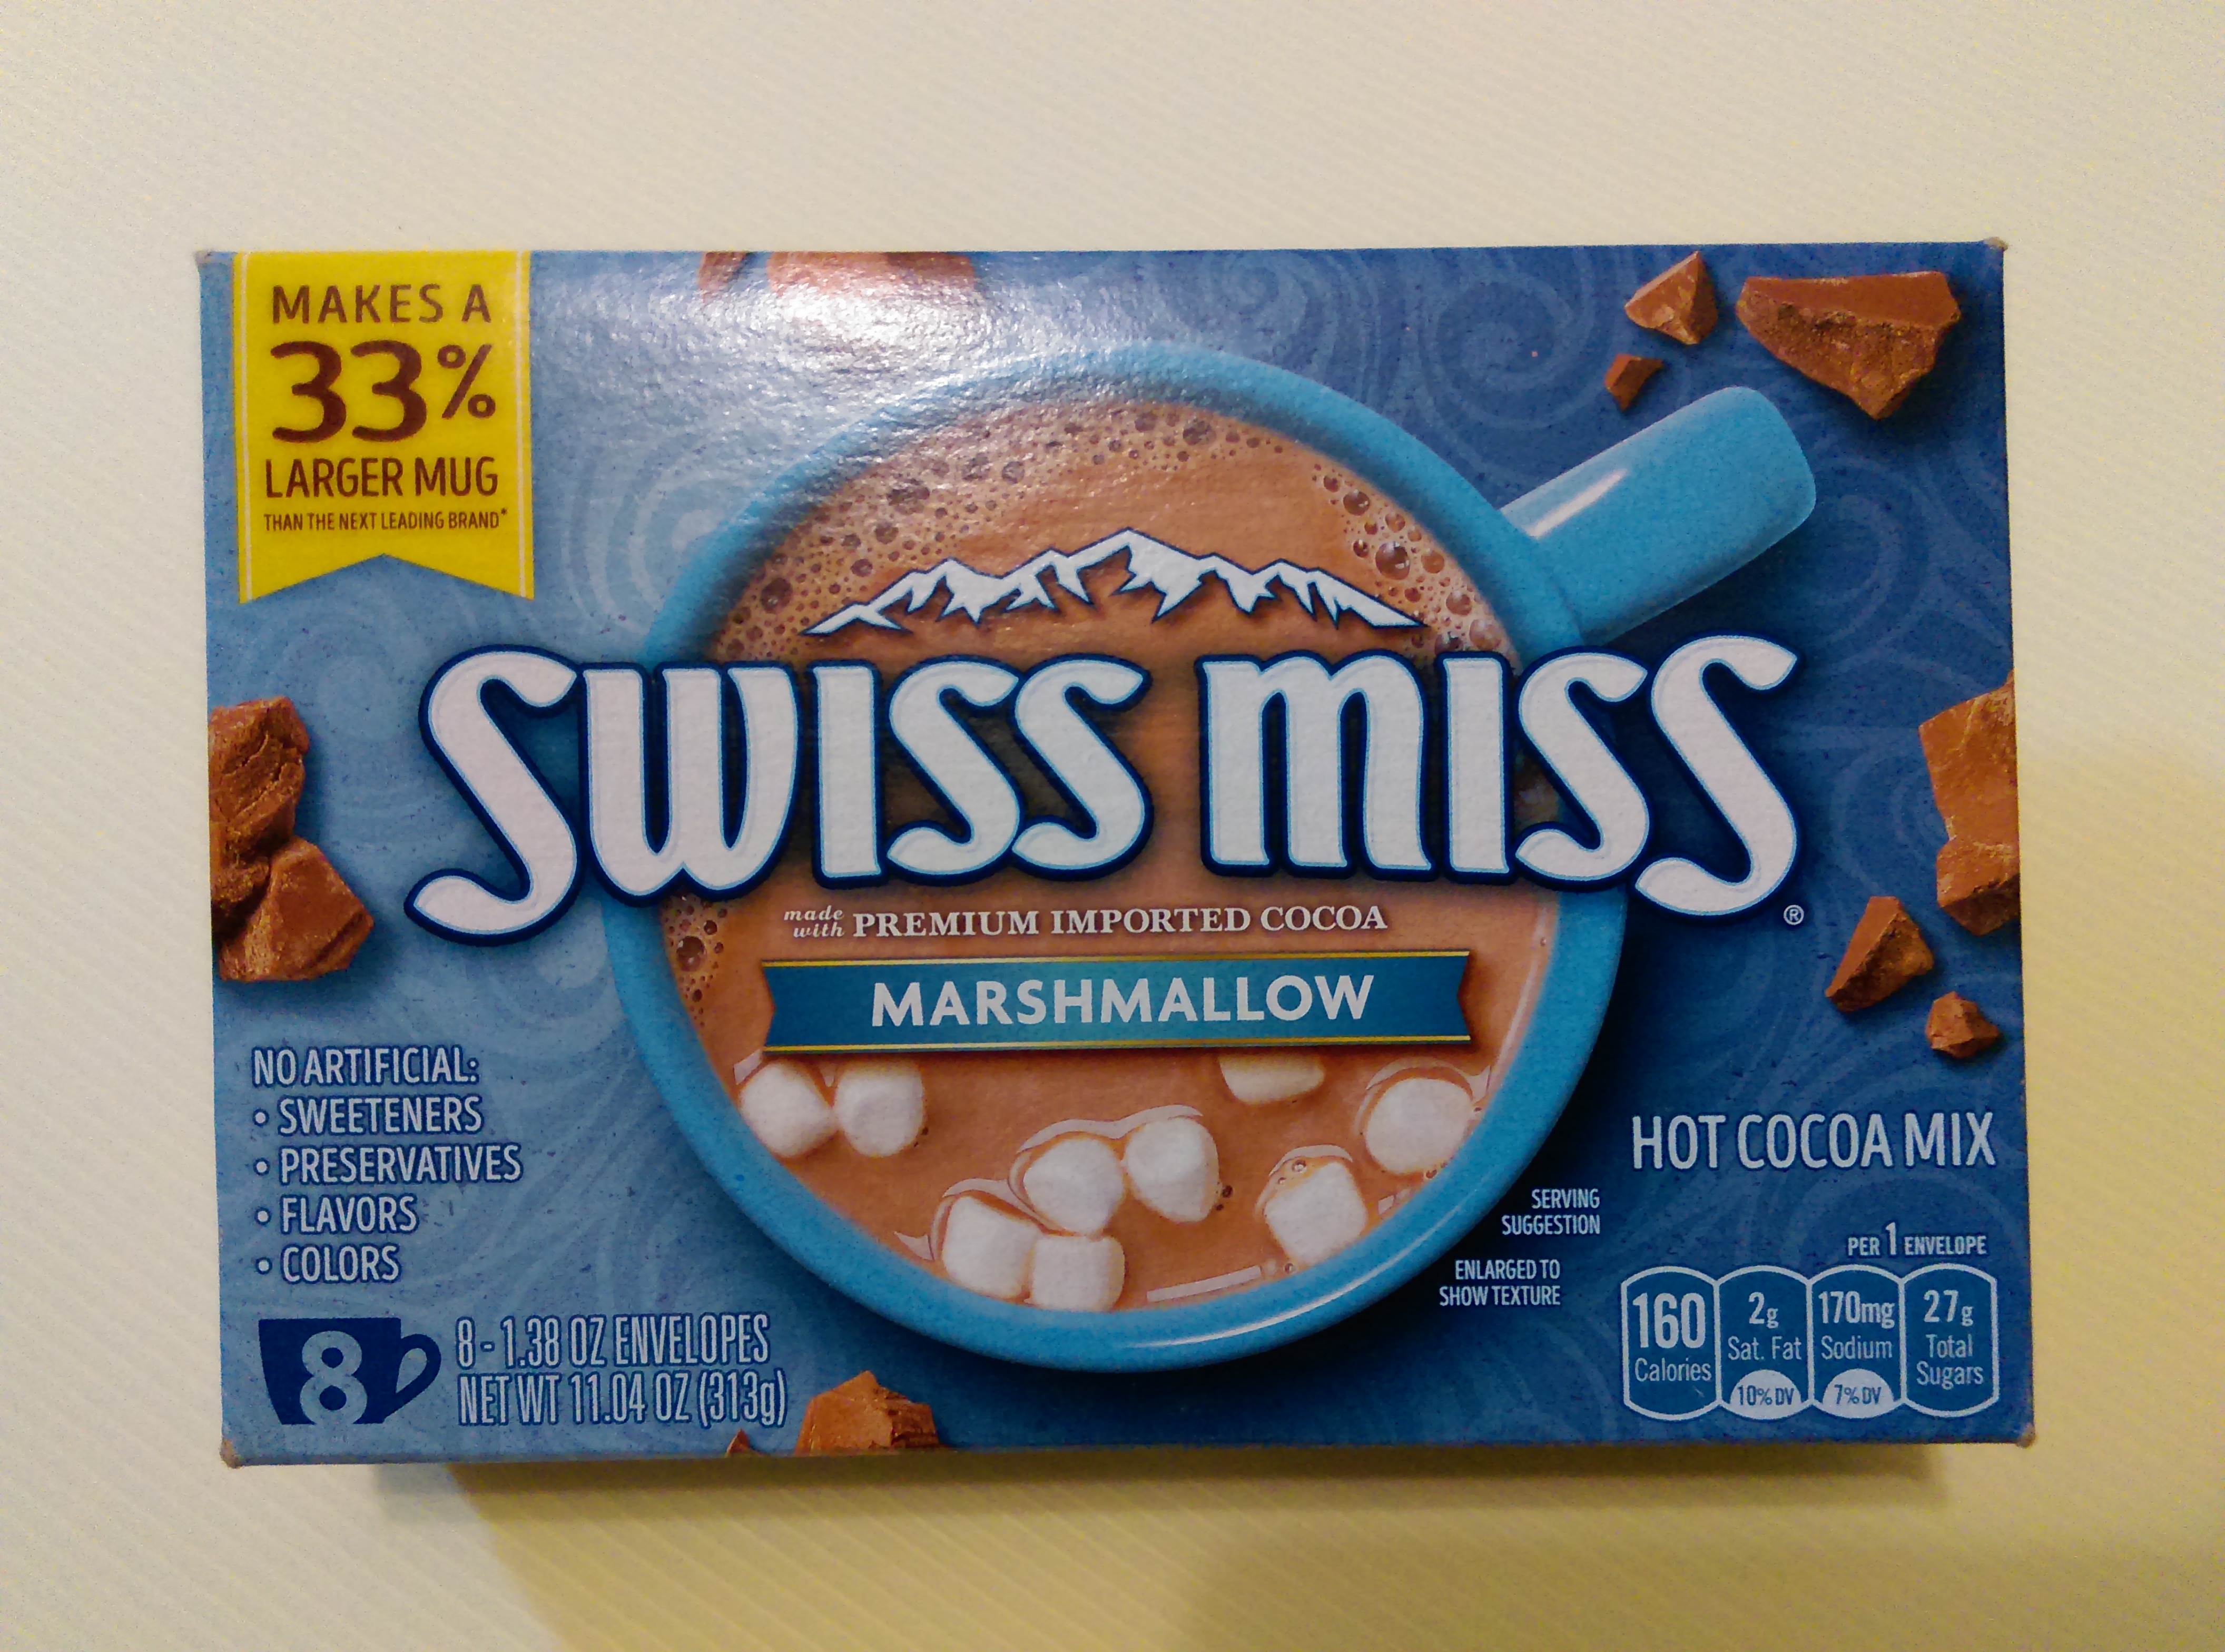 MAKES A
33%
LARGER MUG
THAN THE NEXT LEADING BRAND*
SWISS MISS®
made with PREMIUM IMPORTED COCOA
MARSHMALLOW
NO ARTIFICIAL:
• SWEETENERS
• PRESERVATIVES
• FLAVORS
• COLORS
8
8 - 1.38 OZ ENVELOPES
NET WT 11.04 OZ (313g)
HOT COCOA MIX
SERVING
SUGGESTION
ENLARGED TO
SHOW TEXTURE
PER 1 ENVELOPE
160 2g 170mg 27g
Calories Sat. Fat Sodium Total
Sugars
10% DV 7% DV